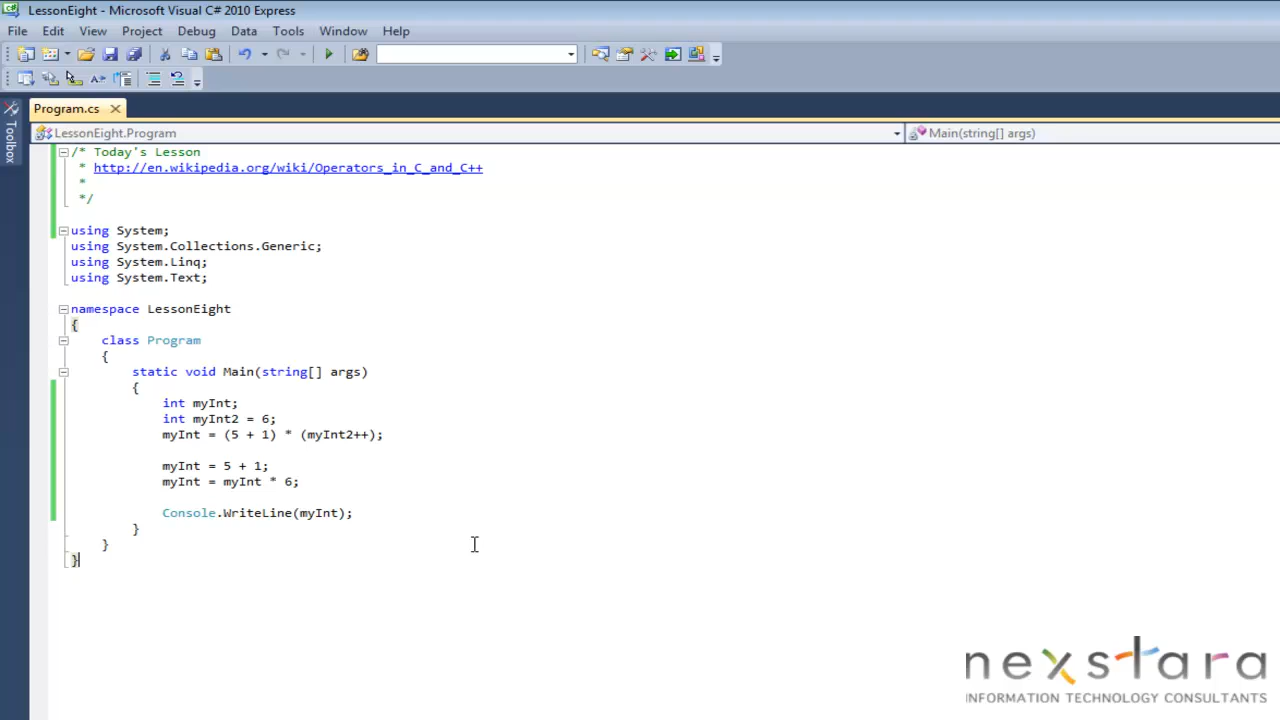 LessonEight - Microsoft Visual C# 2010 Express
File Edit View Project Debug Data Tools Window Help
Toolbox
Program.cs
LessonEight.Program
Main(string[] args)
/* Today's Lesson
* http://en.wikipedia.org/wiki/Operators_in_C_and_C++
*
*/
using System;
using System.Collections.Generic;
using System.Linq;
using System.Text;
namespace LessonEight
{
class Program
{
static void Main(string[] args)
{
int myInt;
int myInt2 = 6;
myInt = (5 + 1) * (myInt2++);
myInt = 5 + 1;
myInt = myInt * 6;
Console.WriteLine(myInt);
}
}
}
nexstara
INFORMATION TECHNOLOGY CONSULTANTS